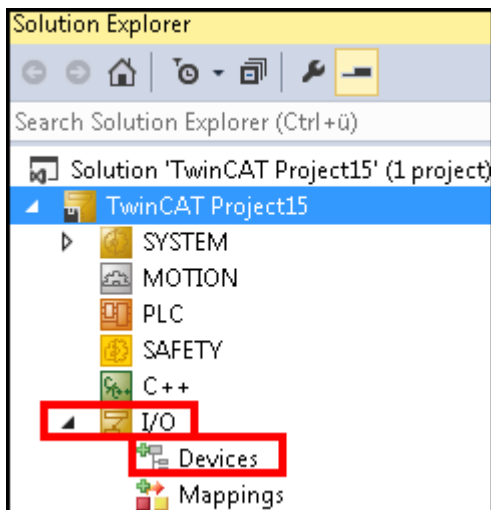 Solution Explorer
Search Solution Explorer (Ctrl+ü)
Solution 'TwinCAT Project15' (1 project)
TwinCAT Project15
SYSTEM
MOTION
PLC
SAFETY
C++
I/O
Devices
Mappings